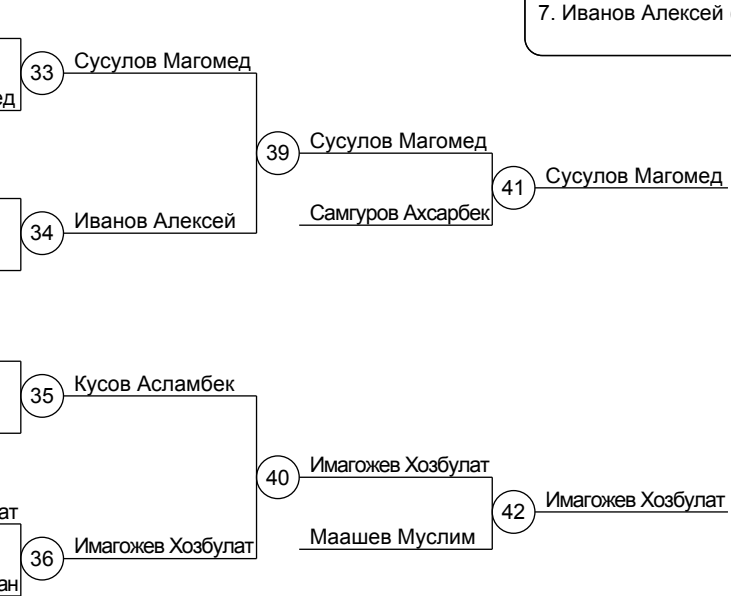 7. Иванов Алексей
33 Сусулов Магомед
39 Сусулов Магомед
41 Сусулов Магомед
Самгуров Ахсарбек
34 Иванов Алексей
35 Кусов Асламбек
40 Имагожев Хозбулат
42 Имагожев Хозбулат
Маашев Муслим
36 Имагожев Хозбулат